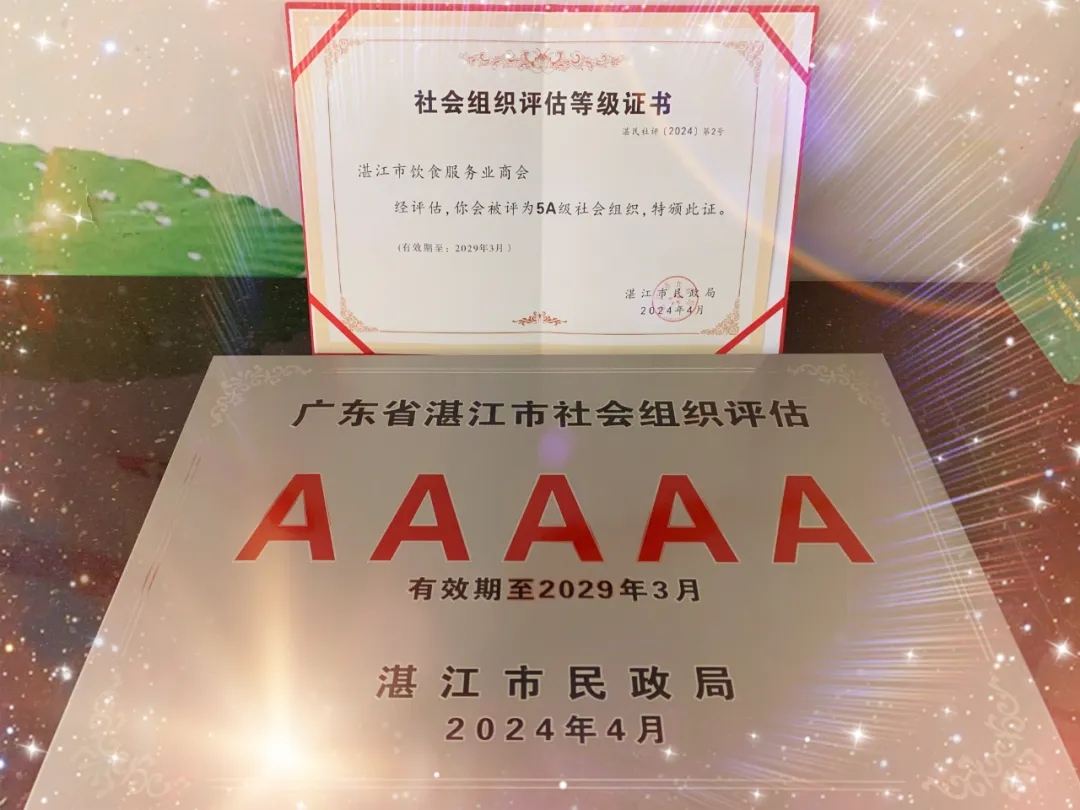 社会组织评估等级证书
湛民社评〔2024〕第2号
湛江市饮食服务业商会
经评估,你会被评为5A级社会组织,特颁此证。
(有效期至:2029年3月)
湛江市民政局
2024年4月
广东省湛江市社会组织评估
AAAAA
有效期至2029年3月
湛江市民政局
2024年4月